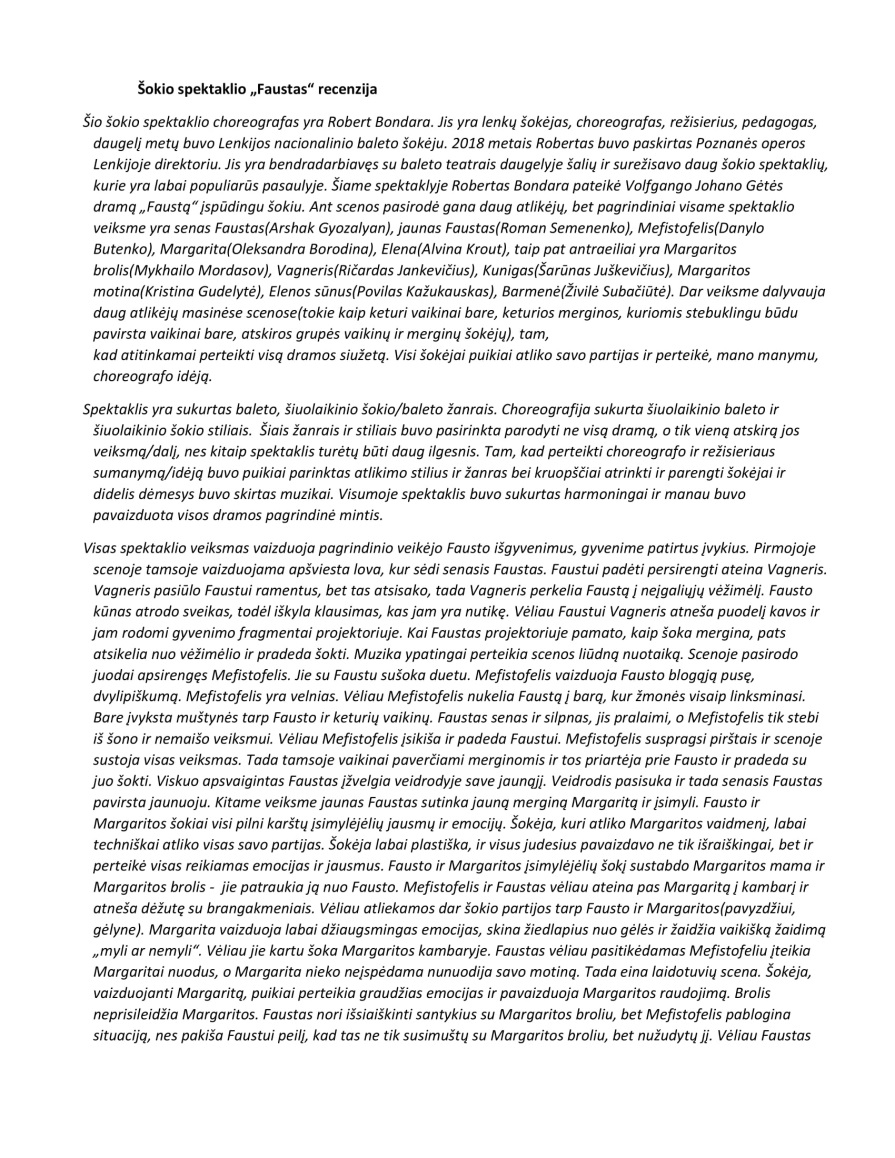 Šokio spektaklio „Faustas“ recenzija
Šio šokio spektaklio choreografas yra Robert Bondara. Jis yra lenkų šokėjas, choreografas, režisierius, pedagogas,
daugelį metų buvo Lenkijos nacionalinio baleto šokėju. 2018 metais Robertas buvo paskirtas Poznanės operos
Lenkijoje direktoriu. Jis yra bendradarbiavęs su baleto teatrais daugelyje šalių ir surežisavo daug šokio spektaklių,
kurie yra labai populiarūs pasaulyje. Šiame spektaklyje Robertas Bondara pateikė Volfgango Johano Gėtės
dramą „Faustą“ įspūdingu šokiu. Ant scenos pasirodė gana daug atlikėjų, bet pagrindiniai visame spektaklio
veiksme yra senas Faustas(Arshak Gyozalyan), jaunas Faustas(Roman Semenenko), Mefistofelis(Danylo
Butenko), Margarita(Oleksandra Borodina), Elena(Alvina Krout), taip pat antraeiliai yra Margaritos
brolis(Mykhailo Mordasov), Vagneris(Ričardas Jankevičius), Kunigas(Šarūnas Juškevičius), Margaritos
motina(Kristina Gudelytė), Elenos sūnus(Povilas Kažukauskas), Barmenė(Živilė Subačiūtė). Dar veiksme dalyvauja
daug atlikėjų masinėse scenose(tokie kaip keturi vaikinai bare, keturios merginos, kuriomis stebuklingu būdu
pavirsta vaikinai bare, atskiros grupės vaikinų ir merginų šokėjų), tam,
kad atitinkamai perteikti visą dramos siužetą. Visi šokėjai puikiai atliko savo partijas ir perteikė, mano manymu,
choreografo idėją.
Spektaklis yra sukurtas baleto, šiuolaikinio šokio/baleto žanrais. Choreografija sukurta šiuolaikinio baleto ir
šiuolaikinio šokio stiliais.  Šiais žanrais ir stiliais buvo pasirinkta parodyti ne visą dramą, o tik vieną atskirą jos
veiksmą/dalį, nes kitaip spektaklis turėtų būti daug ilgesnis. Tam, kad perteikti choreografo ir režisieriaus
sumanymą/idėją buvo puikiai parinktas atlikimo stilius ir žanras bei kruopščiai atrinkti ir parengti šokėjai ir
didelis dėmesys buvo skirtas muzikai. Visumoje spektaklis buvo sukurtas harmoningai ir manau buvo
pavaizduota visos dramos pagrindinė mintis.
Visas spektaklio veiksmas vaizduoja pagrindinio veikėjo Fausto išgyvenimus, gyvenime patirtus įvykius. Pirmojoje
scenoje tamsoje vaizduojama apšviesta lova, kur sėdi senasis Faustas. Faustui padėti persirengti ateina Vagneris.
Vagneris pasiūlo Faustui ramentus, bet tas atsisako, tada Vagneris perkelia Faustą į neįgaliųjų vėžimėlį. Fausto
kūnas atrodo sveikas, todėl iškyla klausimas, kas jam yra nutikę. Vėliau Faustui Vagneris atneša puodelį kavos ir
jam rodomi gyvenimo fragmentai projektoriuje. Kai Faustas projektoriuje pamato, kaip šoka mergina, pats
atsikelia nuo vėžimėlio ir pradeda šokti. Muzika ypatingai perteikia scenos liūdną nuotaiką. Scenoje pasirodo
juodai apsirengęs Mefistofelis. Jie su Faustu sušoka duetu. Mefistofelis vaizduoja Fausto blogąją pusę,
dvylipiškumą. Mefistofelis yra velnias. Vėliau Mefistofelis nukelia Faustą į barą, kur žmonės visaip linksminasi.
Bare įvyksta muštynės tarp Fausto ir keturių vaikinų. Faustas senas ir silpnas, jis pralaimi, o Mefistofelis tik stebi
iš šono ir nemaišo veiksmui. Vėliau Mefistofelis įsikiša ir padeda Faustui. Mefistofelis suspragsi pirštais ir scenoje
sustoja visas veiksmas. Tada tamsoje vaikinai paverčiami merginomis ir tos priartėja prie Fausto ir pradeda su
juo šokti. Viskuo apsvaigintas Faustas įžvelgia veidrodyje save jaunąjį. Veidrodis pasisuka ir tada senasis Faustas
pavirsta jaunuoju. Kitame veiksme jaunas Faustas sutinka jauną merginą Margaritą ir įsimyli. Fausto ir
Margaritos šokiai visi pilni karštų įsimylėjėlių jausmų ir emocijų. Šokėja, kuri atliko Margaritos vaidmenį, labai
techniškai atliko visas savo partijas. Šokėja labai plastiška, ir visus judesius pavaizdavo ne tik išraiškingai, bet ir
perteikė visas reikiamas emocijas ir jausmus. Fausto ir Margaritos įsimylėjėlių šokį sustabdo Margaritos mama ir
Margaritos brolis -  jie patraukia ją nuo Fausto. Mefistofelis ir Faustas vėliau ateina pas Margaritą į kambarį ir
atneša dėžutę su brangakmeniais. Vėliau atliekamos dar šokio partijos tarp Fausto ir Margaritos(pavyzdžiui,
gėlyne). Margarita vaizduoja labai džiaugsmingas emocijas, skina žiedlapius nuo gėlės ir žaidžia vaikišką žaidimą
„myli ar nemyli“. Vėliau jie kartu šoka Margaritos kambaryje. Faustas vėliau pasitikėdamas Mefistofeliu įteikia
Margaritai nuodus, o Margarita nieko neįspėdama nunuodija savo motiną. Tada eina laidotuvių scena. Šokėja,
vaizduojanti Margaritą, puikiai perteikia graudžias emocijas ir pavaizduoja Margaritos raudojimą. Brolis
neprisileidžia Margaritos. Faustas nori išsiaiškinti santykius su Margaritos broliu, bet Mefistofelis pablogina
situaciją, nes pakiša Faustui peilį, kad tas ne tik susimuštų su Margaritos broliu, bet nužudytų jį. Vėliau Faustas